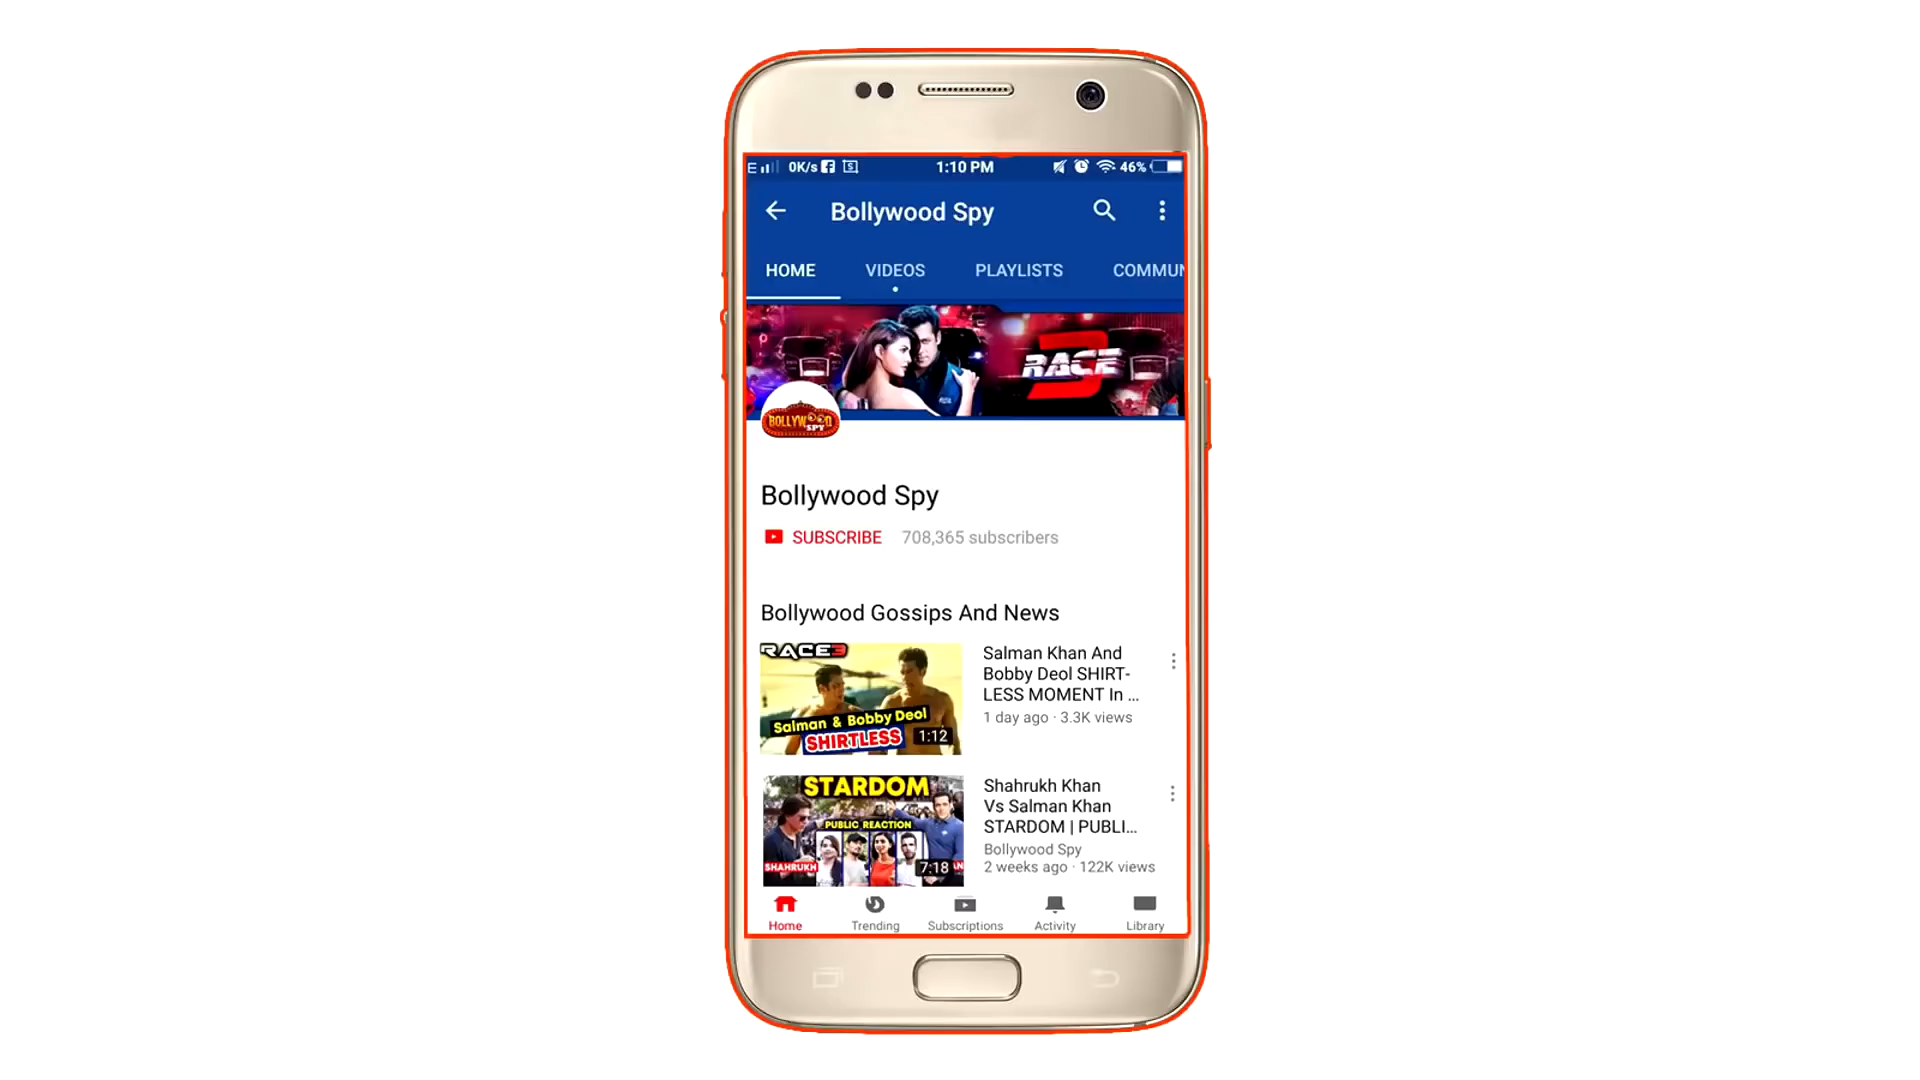 0K/s 1:10 PM 46%
Bollywood Spy
HOME VIDEOS PLAYLISTS COMMUN
RACE 3
BOLLYWOOD
SPY
Bollywood Spy
SUBSCRIBE 708,365 subscribers
Bollywood Gossips And News
RACE3
Salman & Bobby Deol
SHIRTLESS
1:12
Salman Khan And
Bobby Deol SHIRT-
LESS MOMENT In ...
1 day ago · 3.3K views
STARDOM
PUBLIC REACTION
SHAHRUKH
7:18
Shahrukh Khan
Vs Salman Khan
STARDOM | PUBLI...
Bollywood Spy
2 weeks ago · 122K views
Home Trending Subscriptions Activity Library